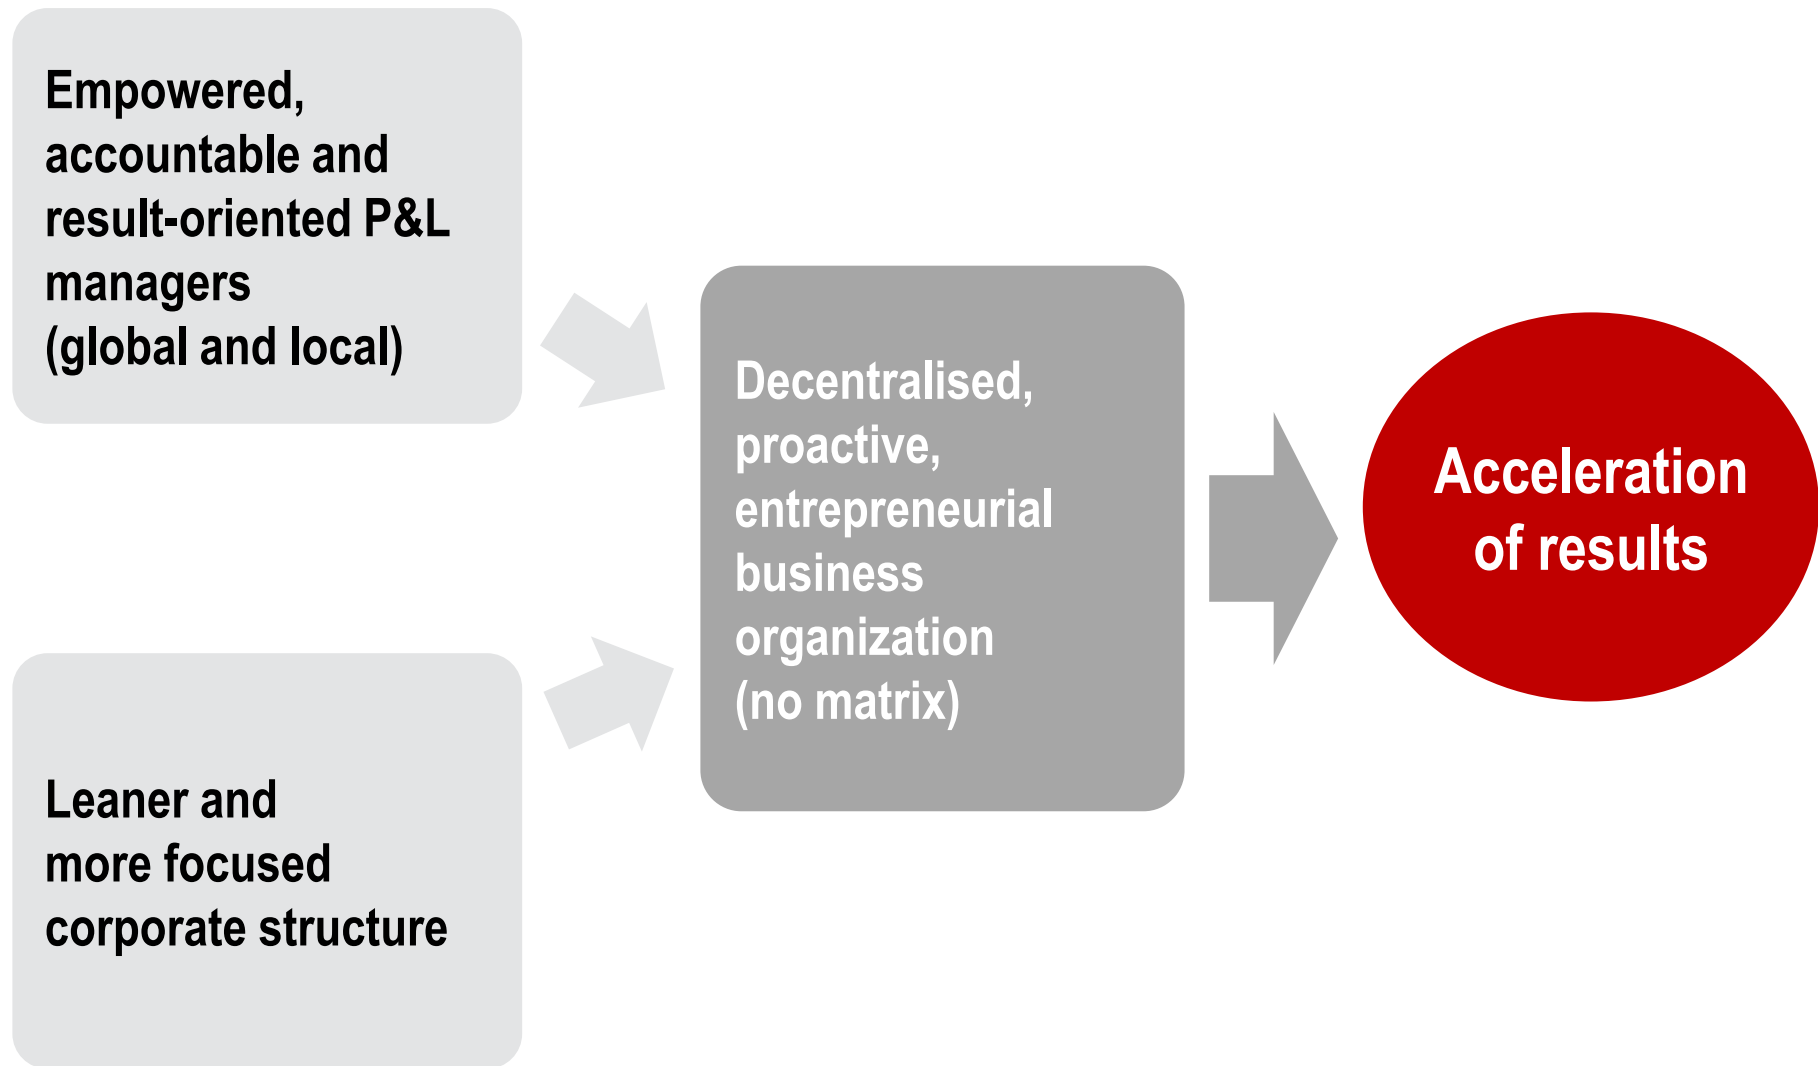 Empowered,
accountable and
result-oriented P&L
managers
(global and local)
Leaner and
more focused
corporate structure
Decentralised,
proactive,
entrepreneurial
business
organization
(no matrix)
Acceleration
of results